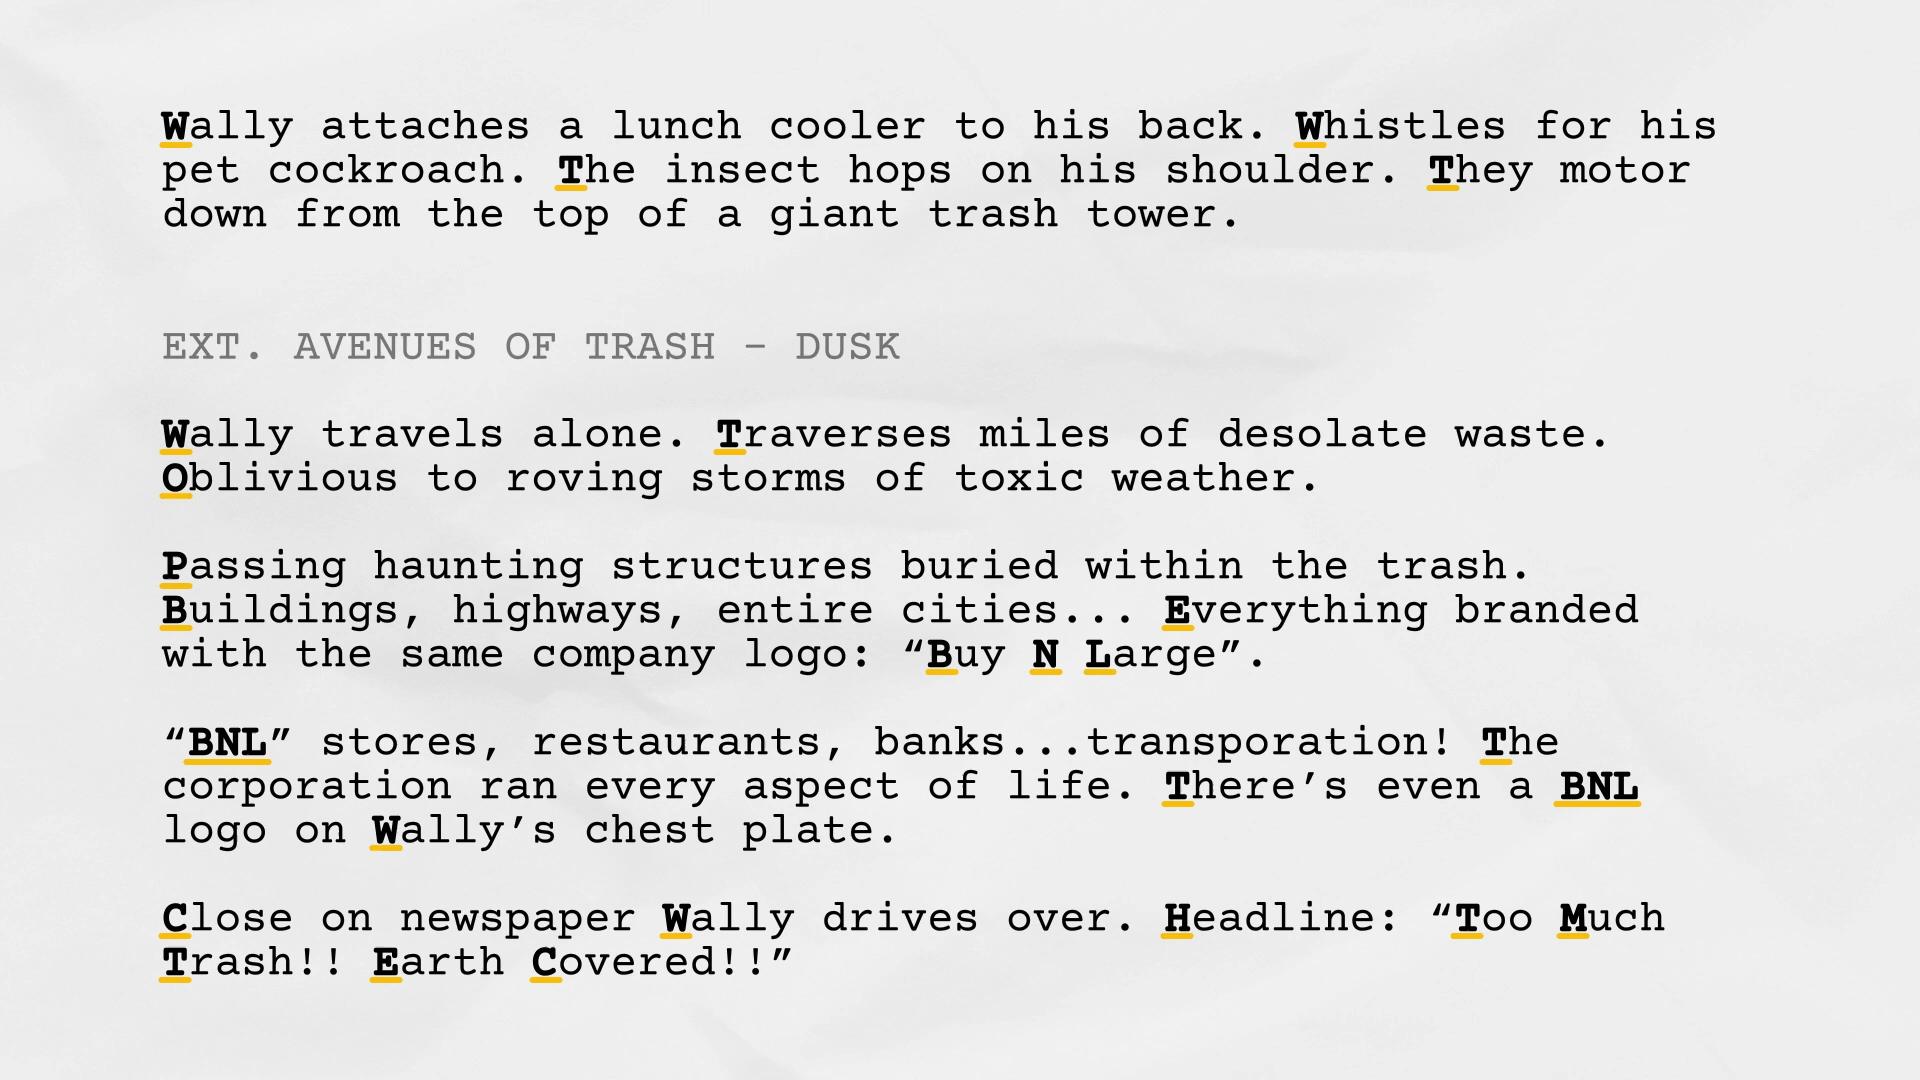 Wally attaches a lunch cooler to his back. Whistles for his
pet cockroach. The insect hops on his shoulder. They motor
down from the top of a giant trash tower.
EXT. AVENUES OF TRASH – DUSK
Wally travels alone. Traverses miles of desolate waste.
Oblivious to roving storms of toxic weather.
Passing haunting structures buried within the trash.
Buildings, highways, entire cities... Everything branded
with the same company logo: “Buy N Large”.
“BNL” stores, restaurants, banks...transporation! The
corporation ran every aspect of life. There’s even a BNL
logo on Wally’s chest plate.
Close on newspaper Wally drives over. Headline: “Too Much
Trash!! Earth Covered!!”